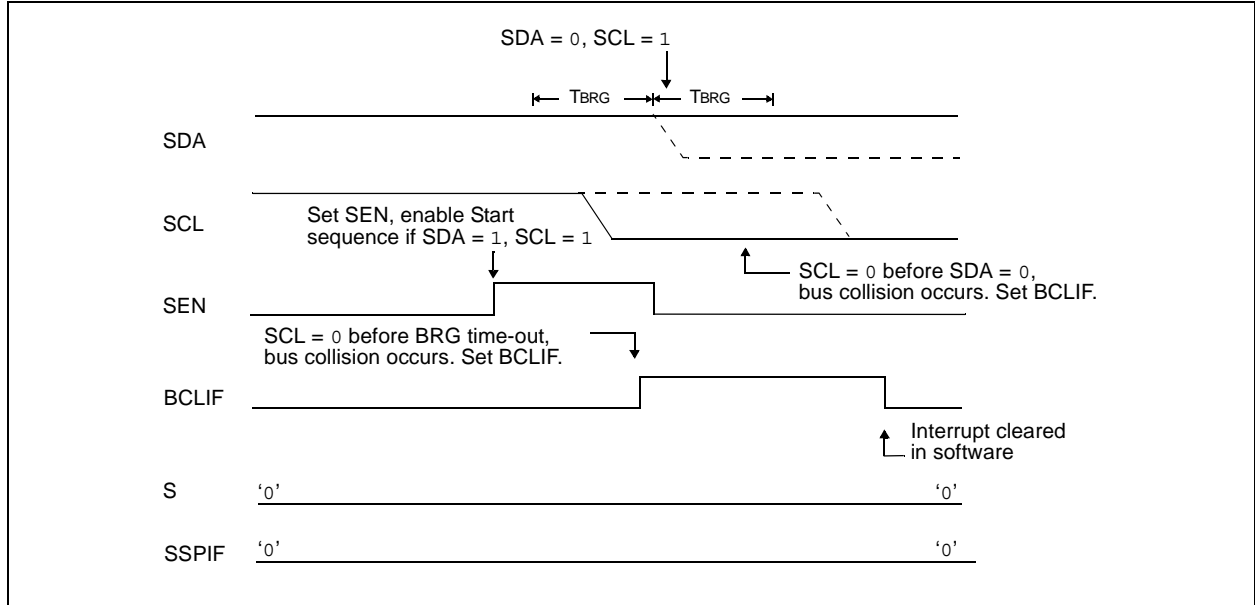 SDA = 0, SCL = 1
TBRG TBRG
SDA
SCL
Set SEN, enable Start
sequence if SDA = 1, SCL = 1
SCL = 0 before SDA = 0,
bus collision occurs. Set BCLIF.
SEN
SCL = 0 before BRG time-out,
bus collision occurs. Set BCLIF.
BCLIF
Interrupt cleared
in software
S ‘0’ ‘0’
SSPIF ‘0’ ‘0’